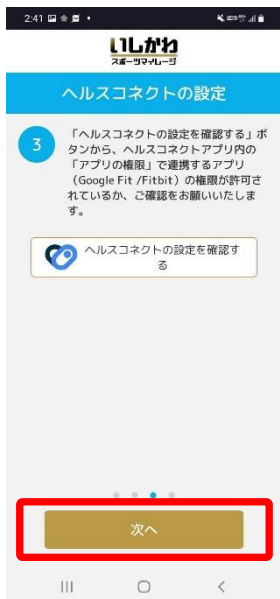 2:41
いしかわ
スポーツマイレージ
ヘルスコネクトの設定
3
「ヘルスコネクトの設定を確認する」ボ
タンから、ヘルスコネクトアプリ内の
「アプリの権限」で連携するアプリ
（Google Fit /Fitbit）の権限が許可さ
れているか、ご確認をお願いいたしま
す。
ヘルスコネクトの設定を確認す
る
次へ